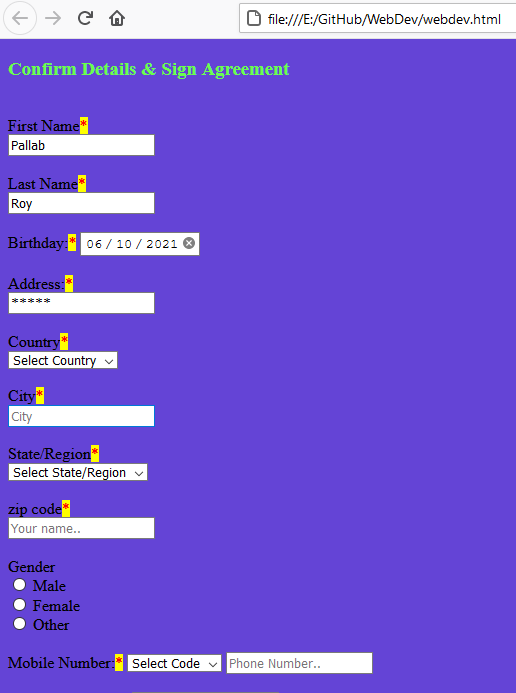 file:///E:/GitHub/WebDev/webdev.html
Confirm Details & Sign Agreement
First Name*
Pallab
Last Name*
Roy
Birthday:* 06 / 10 / 2021
Address:*
*****
Country*
Select Country
City*
City
State/Region*
Select State/Region
zip code*
Your name..
Gender
Male
Female
Other
Mobile Number:* Select Code Phone Number..